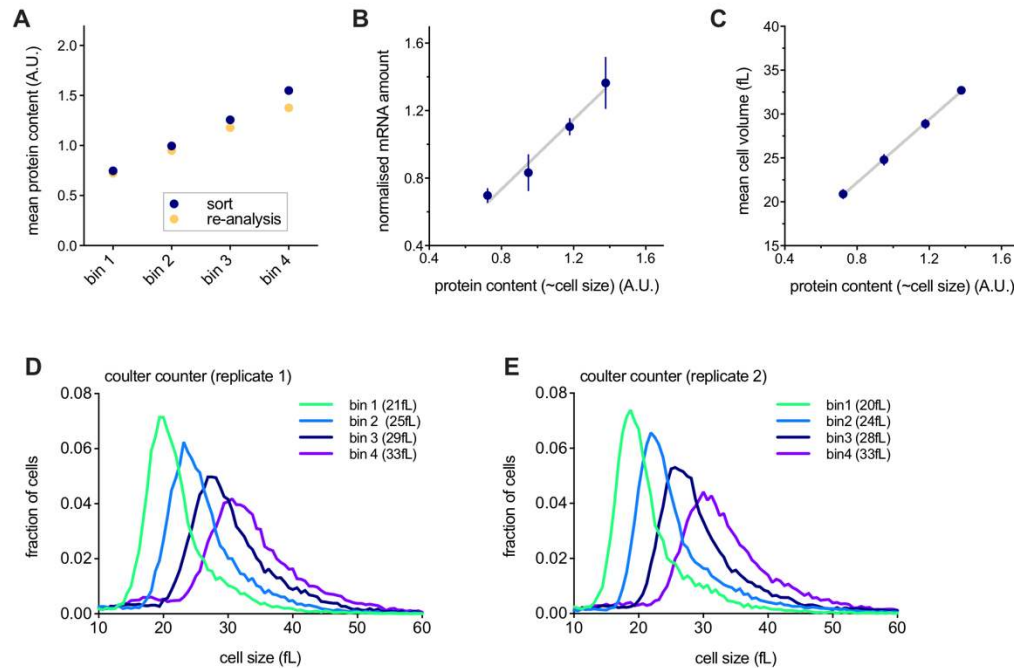 A
mean protein content (A.U.)
2.0
1.5
1.0
0.5
0.0
sort
re-analysis
bin 1
bin 2
bin 3
bin 4
B
normalised mRNA amount
1.6
1.2
0.8
0.4
0.4
0.8
1.2
1.6
protein content (~cell size) (A.U.)
C
mean cell volume (fL)
40
35
30
25
20
15
0.4
0.8
1.2
1.6
protein content (~cell size) (A.U.)
D
coulter counter (replicate 1)
fraction of cells
0.08
0.06
0.04
0.02
0.00
bin 1 (21fL)
bin 2 (25fL)
bin 3 (29fL)
bin 4 (33fL)
10
20
30
40
50
60
cell size (fL)
E
coulter counter (replicate 2)
fraction of cells
0.08
0.06
0.04
0.02
0.00
bin1 (20fL)
bin2 (24fL)
bin3 (28fL)
bin4 (33fL)
10
20
30
40
50
60
cell size (fL)